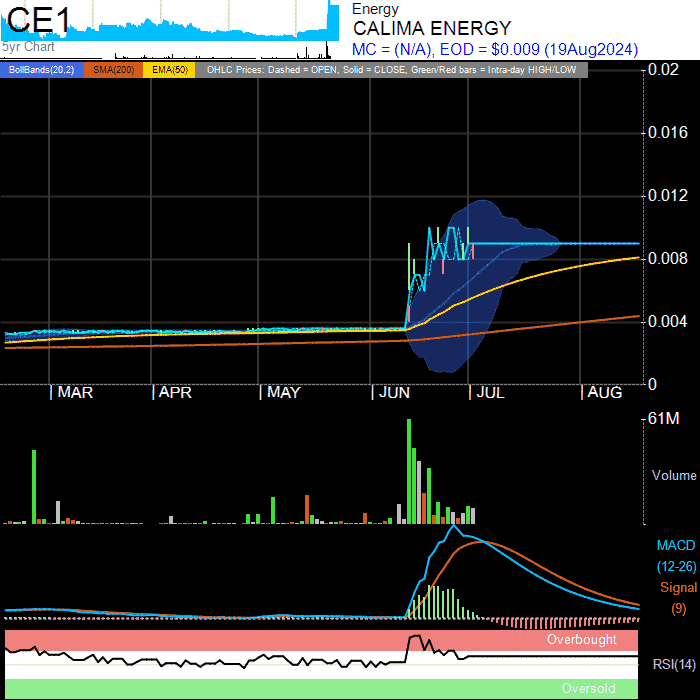 CE1
5yr Chart
Energy
CALIMA ENERGY
MC = (N/A), EOD = $0.009 (19Aug2024)
BollBands(20,2) SMA(200) EMA(50) OHLC Prices: Dashed = OPEN, Solid = CLOSE, Green/Red bars = Intra-day HIGH/LOW
0.02
0.016
0.012
0.008
0.004
0
MAR APR MAY JUN JUL AUG
61M
Volume
MACD
(12-26)
Signal
(9)
Overbought
RSI(14)
Oversold